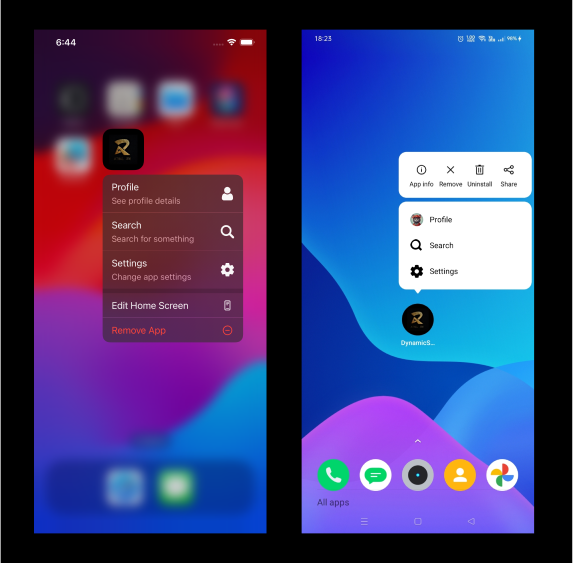 6:44
Profile
See profile details
Search
Search for something
Settings
Change app settings
Edit Home Screen
Remove App
18:23
98%
App info
Remove
Uninstall
Share
Profile
Search
Settings
DynamicS...
All apps